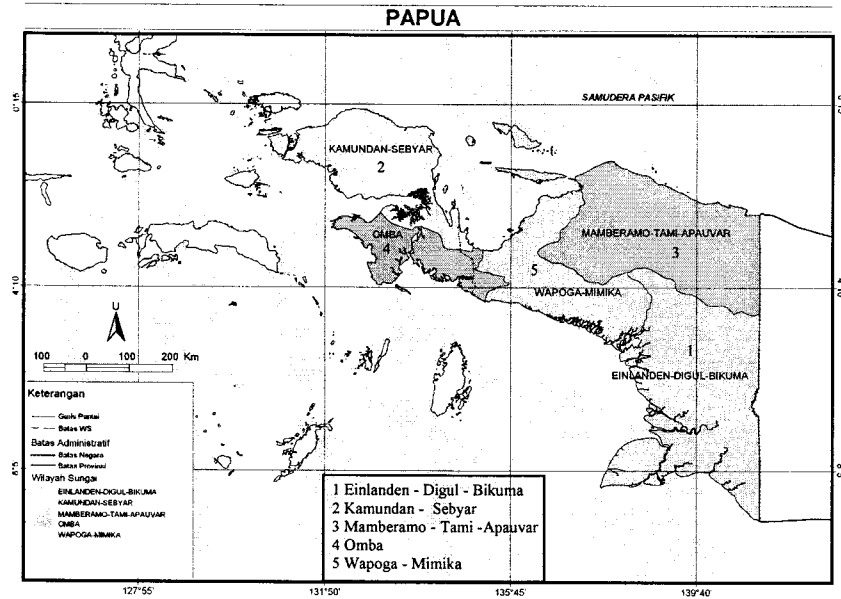 PAPUA
SAMUDERA PASIFIK
0°15'
KAMUNDAN-SEBYAR
2
MAMBERAMO-TAMI-APAUVAR
3
OMBA
4
5
WAPOGA-MIMIKA
4°10'
U
100 0 100 200 Km
1
EINLANDEN-DIGUL-BIKUMA
Keterangan
Garis Pantai
Batas WS
Batas Administratif
Batas Negara
Batas Provinsi
Wilayah Sungai
EINLANDEN-DIGUL-BIKUMA
KAMUNDAN-SEBYAR
MAMBERAMO-TAMI-APAUVAR
OMBA
WAPOGA-MIMIKA
1 Einlanden - Digul - Bikuma
2 Kamundan - Sebyar
3 Mamberamo - Tami -Apauvar
4 Omba
5 Wapoga - Mimika
127°55' 131°50' 135°45' 139°40'